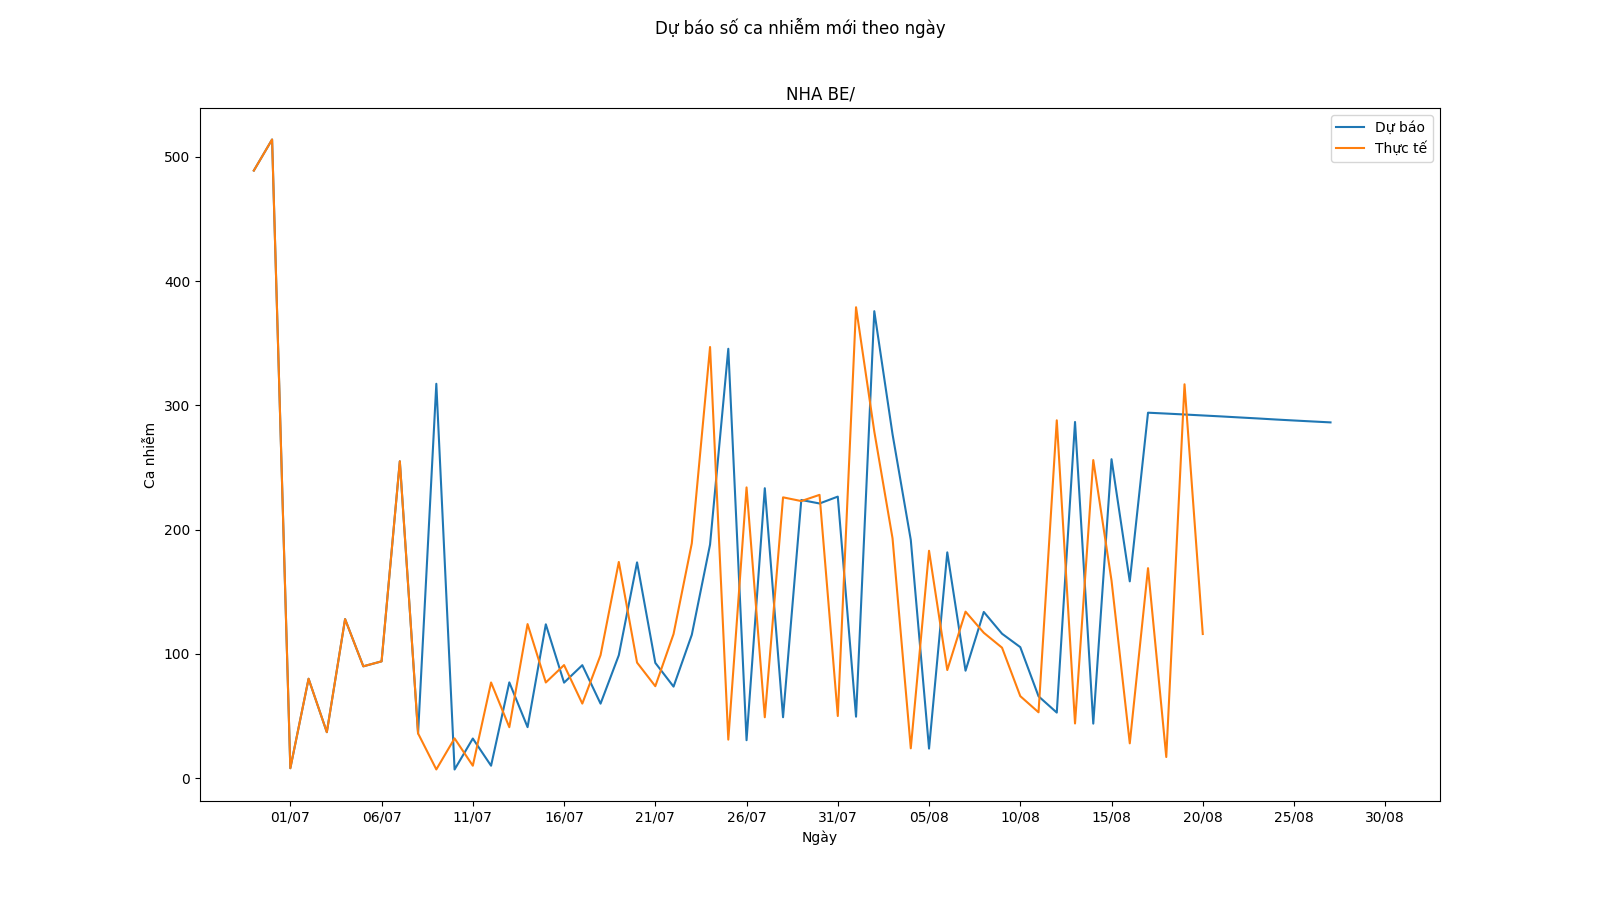 Dự báo số ca nhiễm mới theo ngày
NHA BE/
Dự báo
Thực tế
500
400
300
200
100
0
Ca nhiễm
01/07 06/07 11/07 16/07 21/07 26/07 31/07 05/08 10/08 15/08 20/08 25/08 30/08
Ngày